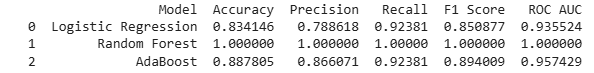 Model Accuracy Precision Recall F1 Score ROC AUC
0 Logistic Regression 0.834146 0.788618 0.92381 0.850877 0.935524
1 Random Forest 1.000000 1.000000 1.00000 1.000000 1.000000
2 AdaBoost 0.887805 0.866071 0.92381 0.894009 0.957429